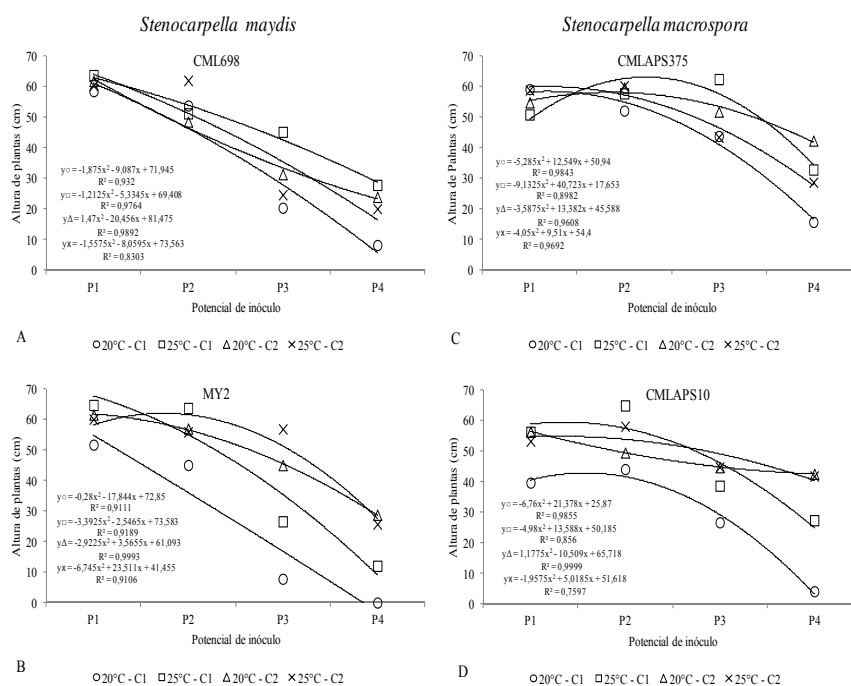 Stenocarpella maydis
CML698
Altura de plantas (cm)
70
60
50
40
30
20
10
0
y○ = -1,875x² - 9,087x + 71,945
R² = 0,932
y□ = -1,2125x² - 5,3345x + 69,408
R² = 0,9764
y∆ = 1,47x² - 20,456x + 81,475
R² = 0,9892
yx = -1,5575x² - 8,0595x + 73,563
R² = 0,8303
P1 P2 P3 P4
Potencial de inóculo
A
○ 20°C - C1 □ 25°C - C1 ∆ 20°C - C2 × 25°C - C2
MY2
Altura de plantas (cm)
70
60
50
40
30
20
10
0
y○ = -0,28x² - 17,844x + 72,85
R² = 0,9111
y□ = -3,3925x² - 2,5465x + 73,583
R² = 0,9189
y∆ = -2,9225x² + 3,5655x + 61,093
R² = 0,9993
yx = -6,745x² + 23,511x + 41,455
R² = 0,9106
P1 P2 P3 P4
Potencial de inóculo
B
○ 20°C - C1 □ 25°C - C1 ∆ 20°C - C2 × 25°C - C2
Stenocarpella macrospora
CMLAPS375
Altura de Palntas (cm)
70
60
50
40
30
20
10
0
y○ = -5,285x² + 12,549x + 50,94
R² = 0,9843
y□ = -9,1325x² + 40,723x + 17,653
R² = 0,8982
y∆ = -3,5875x² + 13,382x + 45,588
R² = 0,9608
yx = -4,05x² + 9,51x + 54,4
R² = 0,9692
P1 P2 P3 P4
Potencial de inóculo
C
○ 20°C - C1 □ 25°C - C1 ∆ 20°C - C2 × 25°C - C2
CMLAPS10
Altura de plantas (cm)
70
60
50
40
30
20
10
0
y○ = -6,76x² + 21,378x + 25,87
R² = 0,9855
y□ = -4,98x² + 13,588x + 50,185
R² = 0,856
y∆ = 1,1775x² - 10,509x + 65,718
R² = 0,9999
yx = -1,9575x² + 5,0185x + 51,618
R² = 0,7597
P1 P2 P3 P4
Potencial de inóculo
D
○ 20°C - C1 □ 25°C - C1 ∆ 20°C - C2 × 25°C - C2